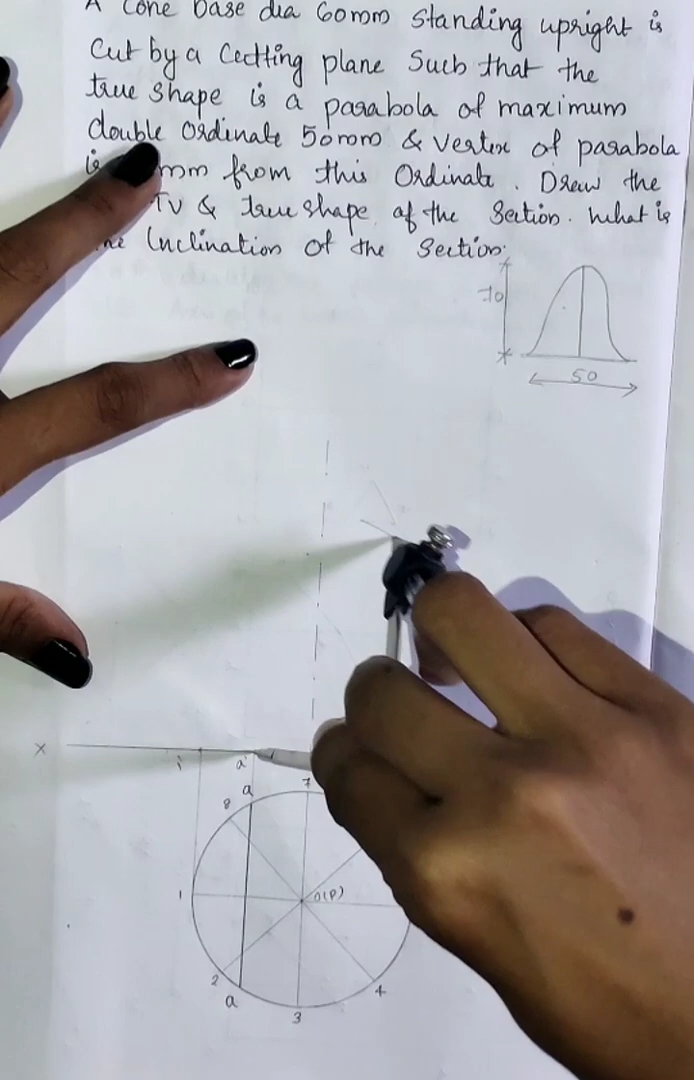 A Cone base dia 60mm standing upright is
Cut by a Cutting plane Such that the
true shape is a parabola of maximum
double Ordinate 50mm & vertex of parabola
is mm from this Ordinate. Draw the
TV & true shape of the Section. What is
Inclination of the Section.
70
50
X
1' a'
a
8 7
1 O(P)
2 4
a
3